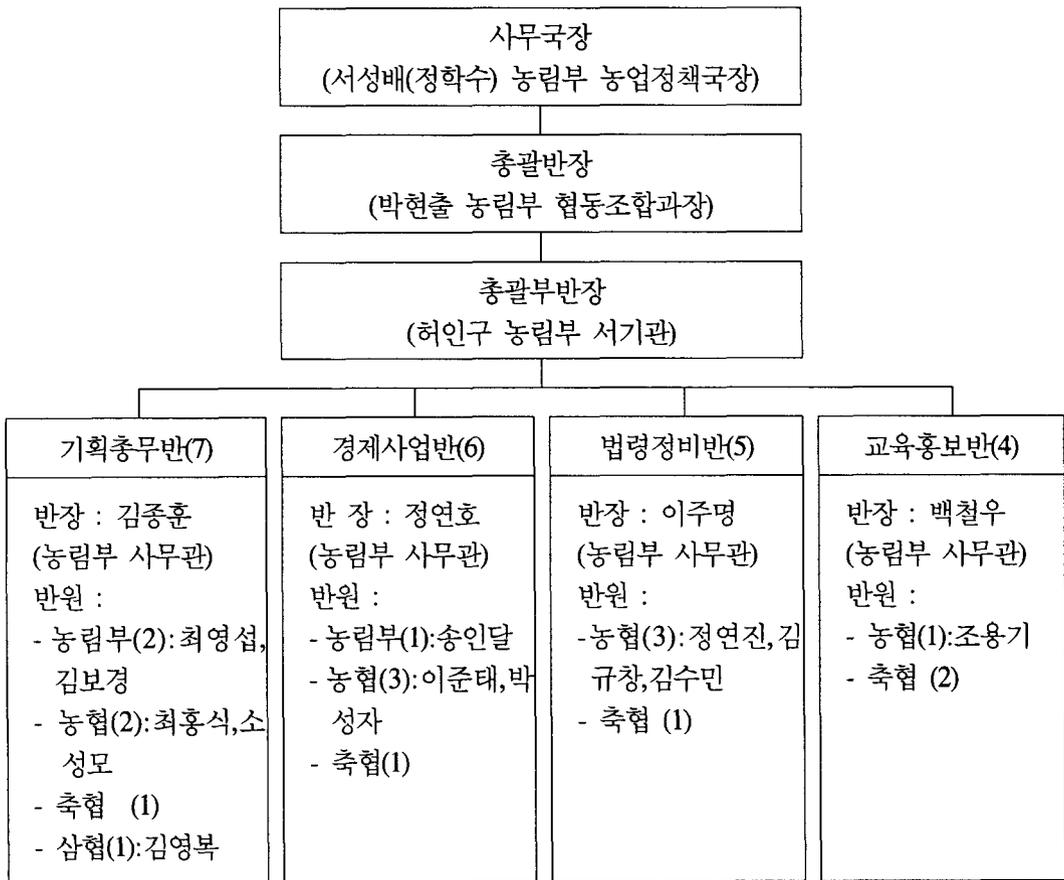 사무국장
(서성배(정학수) 농림부 농업정책국장)
총괄반장
(박현출 농림부 협동조합과장)
총괄부반장
(허인구 농림부 서기관)
기획총무반(7)
반장 : 김종훈
(농림부 사무관)
반원 :
- 농림부(2):최영섭,
김보경
- 농협(2):최홍식,소
성모
- 축협 (1)
- 삼협(1):김영복
경제사업반(6)
반 장 : 정연호
(농림부 사무관)
반원 :
- 농림부(1):송인달
- 농협(3):이준태,박
성자
- 축협(1)
법령정비반(5)
반장 : 이주명
(농림부 사무관)
반원 :
-농협(3):정연진,김
규창,김수민
- 축협 (1)
교육홍보반(4)
반장 : 백철우
(농림부 사무관)
반원 :
- 농협(1):조용기
- 축협 (2)